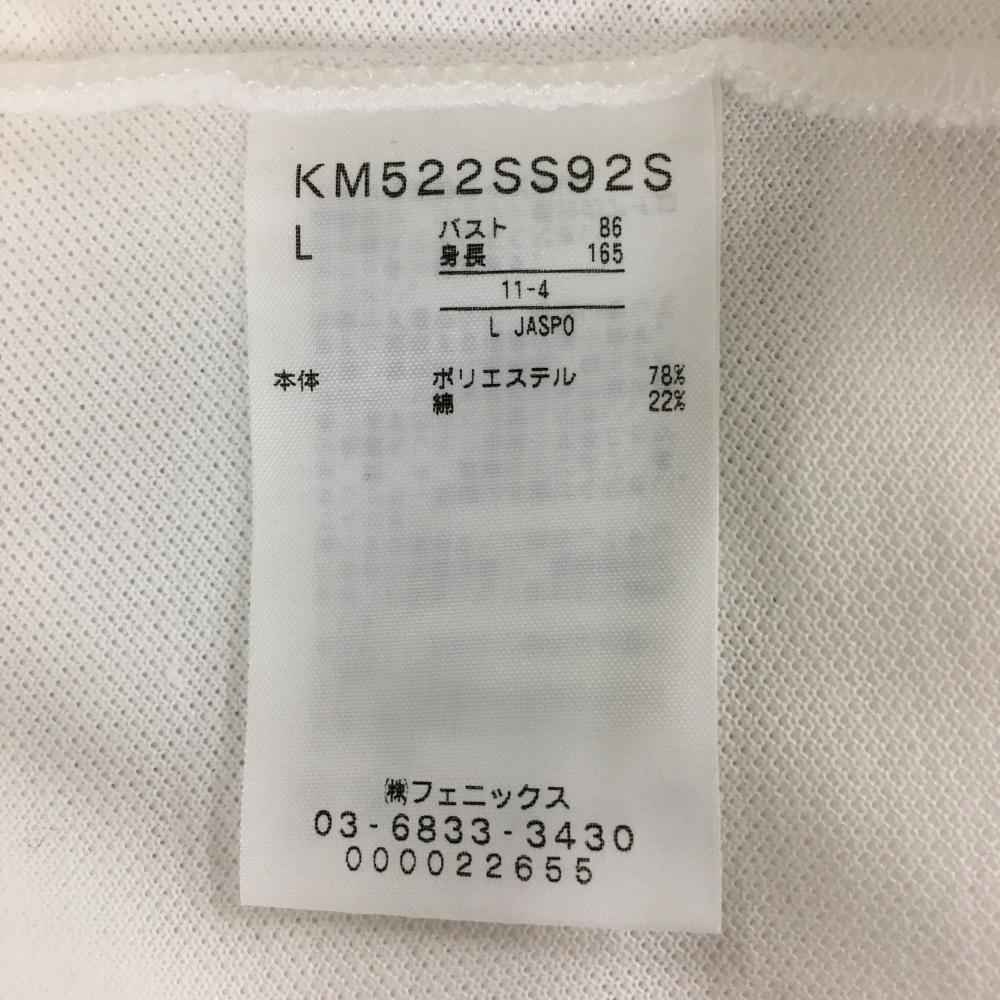 KM522SS92S
L バスト 86
身長 165
11-4
L JASPO
本体 ポリエステル 78%
綿 22%
㈱フェニックス
03-6833-3430
000022655